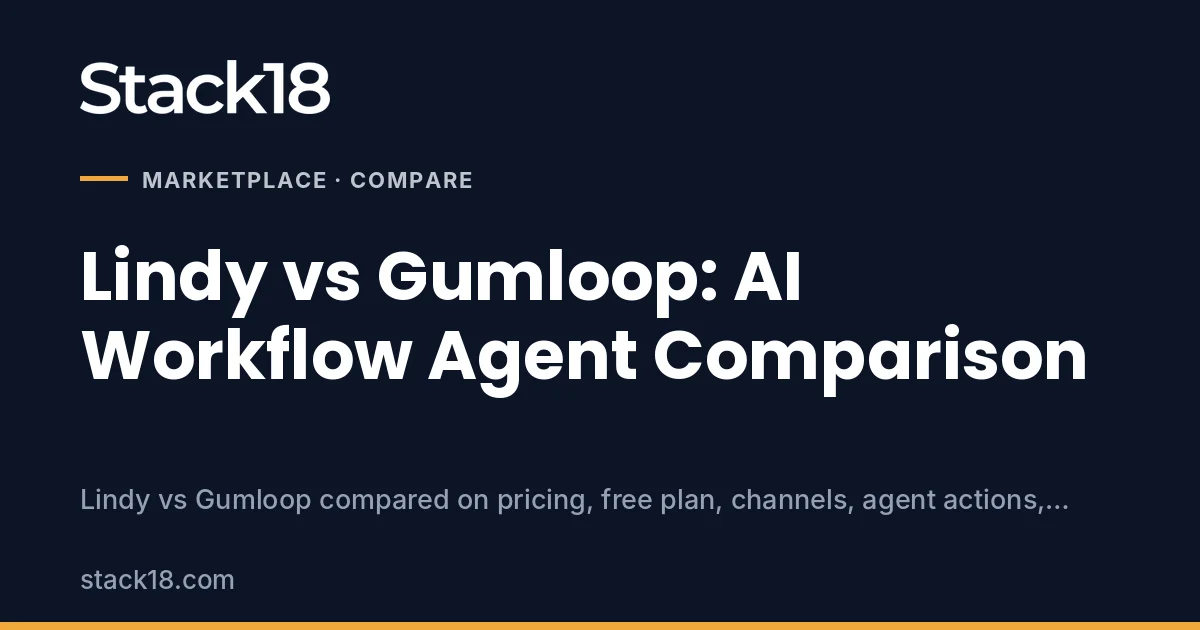 Stack18
MARKETPLACE · COMPARE
Lindy vs Gumloop: AI
Workflow Agent Comparison
Lindy vs Gumloop compared on pricing, free plan, channels, agent actions,...
stack18.com